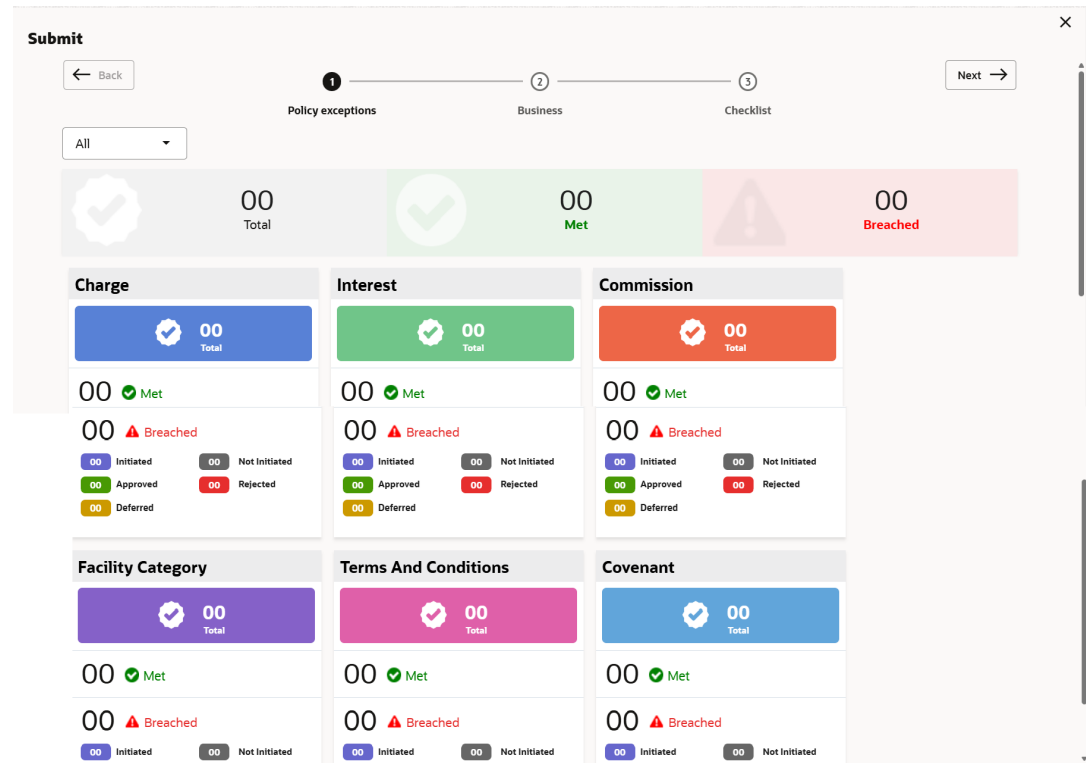 Submit
Back
Next
1
2
3
Policy exceptions
Business
Checklist
All
00
Total
00
Met
00
Breached
Charge
Interest
Commission
00
Total
00
Total
00
Total
00 Met
00 Met
00 Met
00 Breached
00 Breached
00 Breached
00 Initiated 00 Not Initiated
00 Initiated 00 Not Initiated
00 Initiated 00 Not Initiated
00 Approved 00 Rejected
00 Approved 00 Rejected
00 Approved 00 Rejected
00 Deferred
00 Deferred
00 Deferred
Facility Category
Terms And Conditions
Covenant
00
Total
00
Total
00
Total
00 Met
00 Met
00 Met
00 Breached
00 Breached
00 Breached
00 Initiated 00 Not Initiated
00 Initiated 00 Not Initiated
00 Initiated 00 Not Initiated